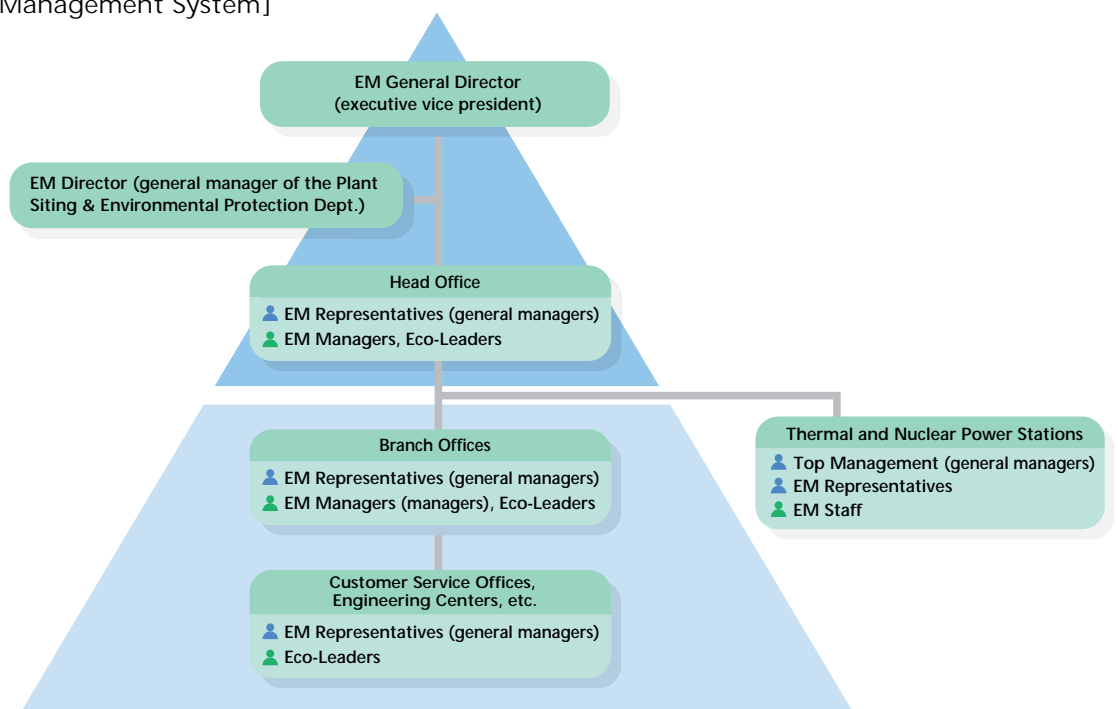 Management System]
EM General Director
(executive vice president)
EM Director (general manager of the Plant
Siting & Environmental Protection Dept.)
Head Office
EM Representatives (general managers)
EM Managers, Eco-Leaders
Branch Offices
EM Representatives (general managers)
EM Managers (managers), Eco-Leaders
Thermal and Nuclear Power Stations
Top Management (general managers)
EM Representatives
EM Staff
Customer Service Offices,
Engineering Centers, etc.
EM Representatives (general managers)
Eco-Leaders